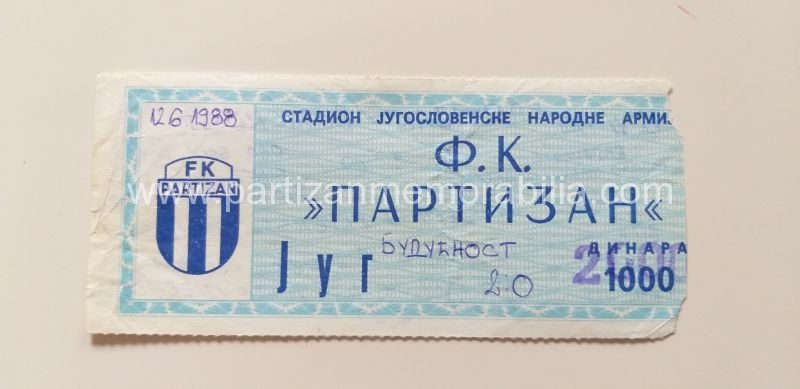 12 6 1988
СТАДИОН ЈУГОСЛОВЕНСКЕ НАРОДНЕ АРМИ
FK
PARTIZAN
Ф.К.
»ПАРТИЗАН«
www.partizanmemorabilia.com
Југ
БУДУЋНОСТ
2:0
ДИНАРА
1000